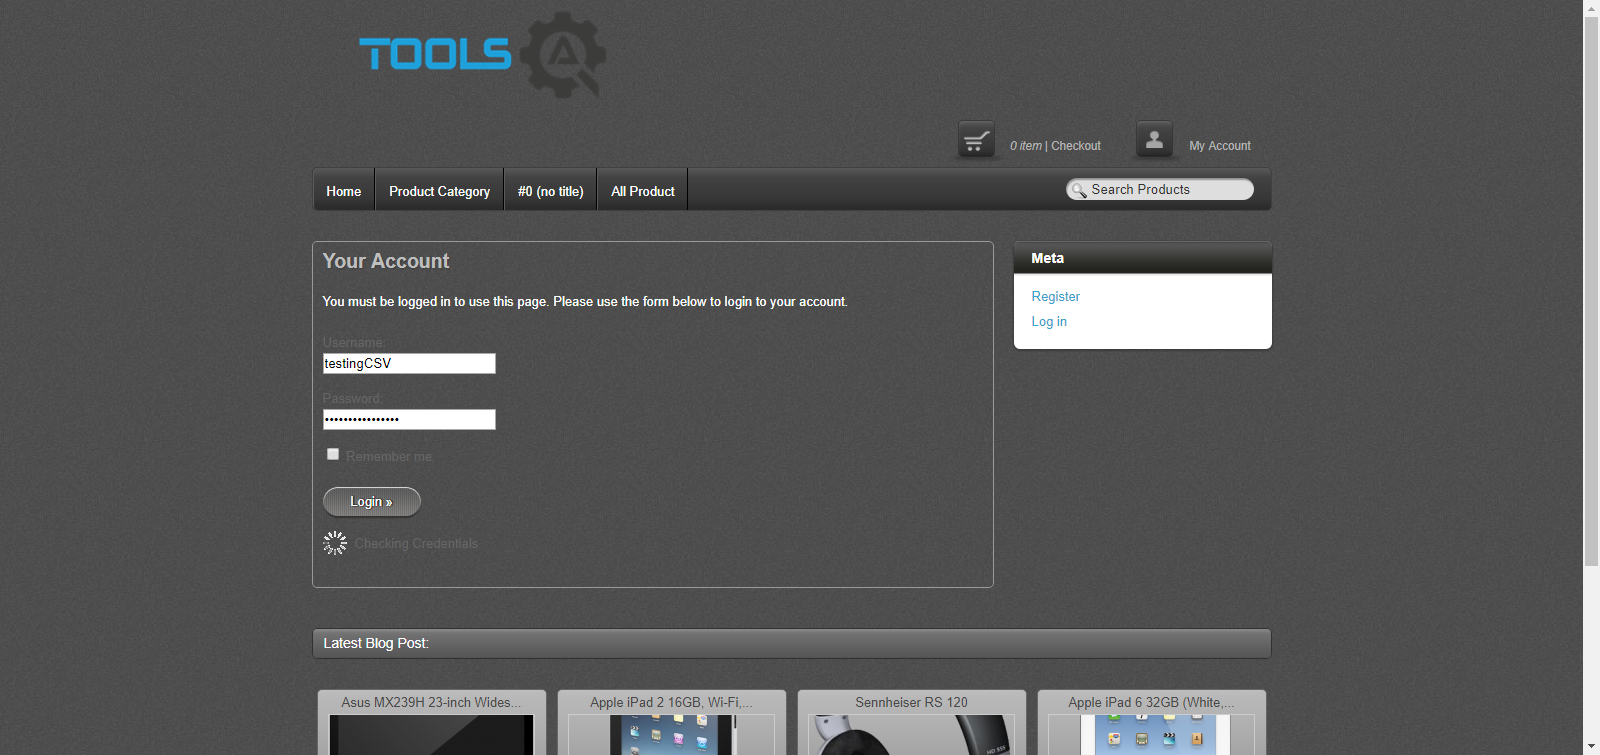 TOOLS A
0 item | Checkout
My Account
Home
Product Category
#0 (no title)
All Product
Search Products
Your Account
You must be logged in to use this page. Please use the form below to login to your account.
Username:
testingCSV
Password:
••••••••••••••••
Remember me
Login »
Checking Credentials
Meta
Register
Log in
Latest Blog Post:
Asus MX239H 23-inch Wides...
Apple iPad 2 16GB, Wi-Fi,...
Sennheiser RS 120
Apple iPad 6 32GB (White,...